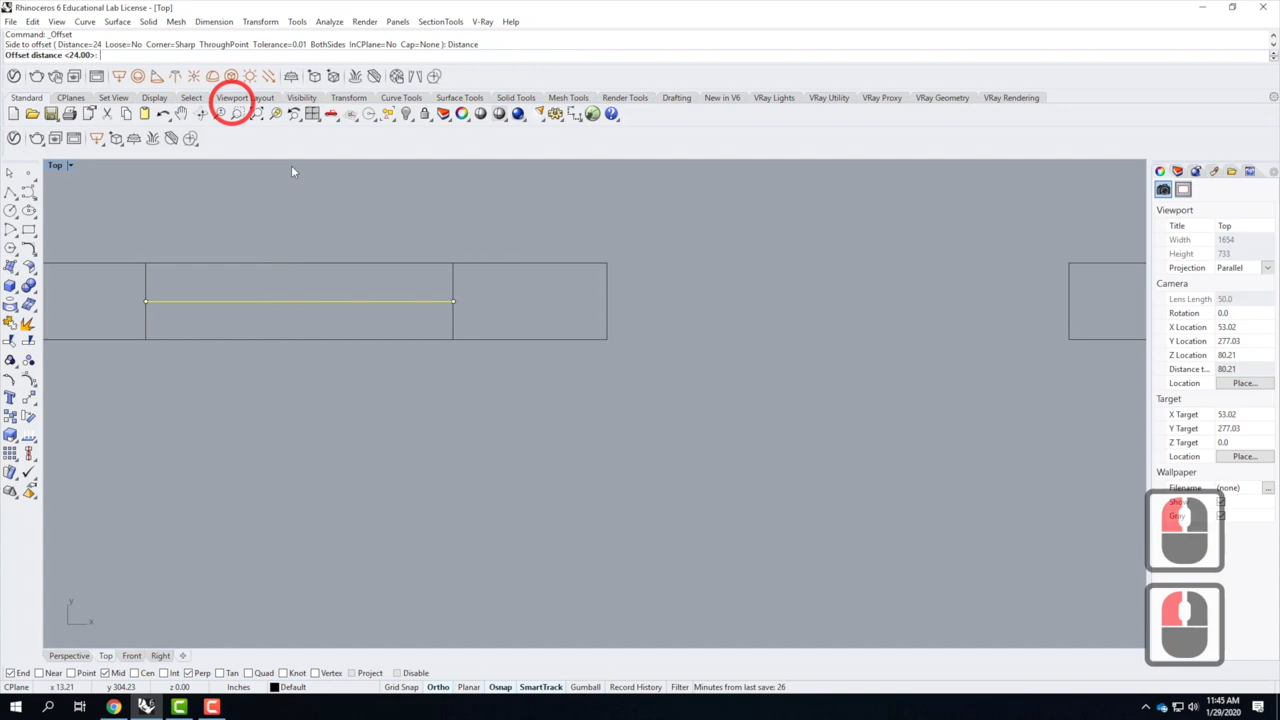 Rhinoceros 6 Educational Lab License - [Top]
File Edit View Curve Surface Solid Mesh Dimension Transform Tools Analyze Render Panels SectionTools V-Ray Help
Command: _Offset
Side to offset ( Distance=24 Loose=No Corner=Sharp ThroughPoint Tolerance=0.01 BothSides InCPlane=No Cap=None ): Distance
Offset distance <24.00>:
Standard CPlanes Set View Display Select Viewport Layout Visibility Transform Curve Tools Surface Tools Solid Tools Mesh Tools Render Tools Drafting New in V6 VRay Lights VRay Utility VRay Proxy VRay Geometry VRay Rendering
Top
Viewport
Title Top
Width 1654
Height 733
Projection Parallel
Camera
Lens Length 50.0
Rotation 0.0
X Location 53.02
Y Location 277.03
Z Location 80.21
Distance t... 80.21
Location Place...
Target
X Target 53.02
Y Target 277.03
Z Target 0.0
Location Place...
Wallpaper
Filename (none) ...
Show
Gray
y
x
Perspective Top Front Right
End Near Point Mid Cen Int Perp Tan Quad Knot Vertex Project Disable
CPlane x 13.21 y 304.23 z 0.00 Inches Default Grid Snap Ortho Planar Osnap SmartTrack Gumball Record History Filter Minutes from last save: 26
11:45 AM
1/29/2020